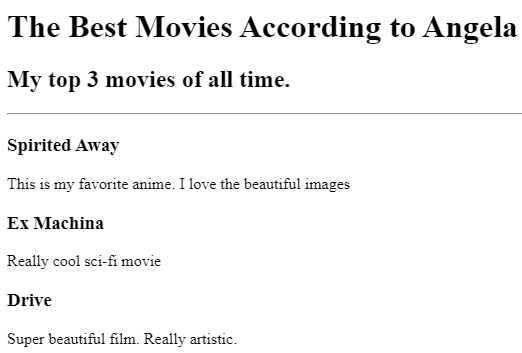 The Best Movies According to Angela
My top 3 movies of all time.
Spirited Away
This is my favorite anime. I love the beautiful images
Ex Machina
Really cool sci-fi movie
Drive
Super beautiful film. Really artistic.